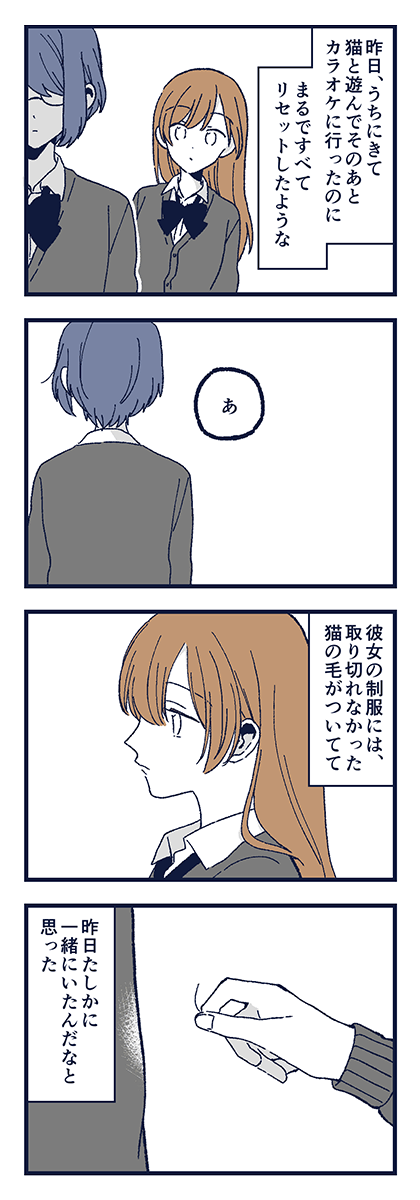 昨日、うちにきて
猫と遊んでそのあと
カラオケに行ったのに
まるですべて
リセットしたような
あ
彼女の制服には、
取り切れなかった
猫の毛がついてて
昨日たしかに
一緒にいたんだなと
思った